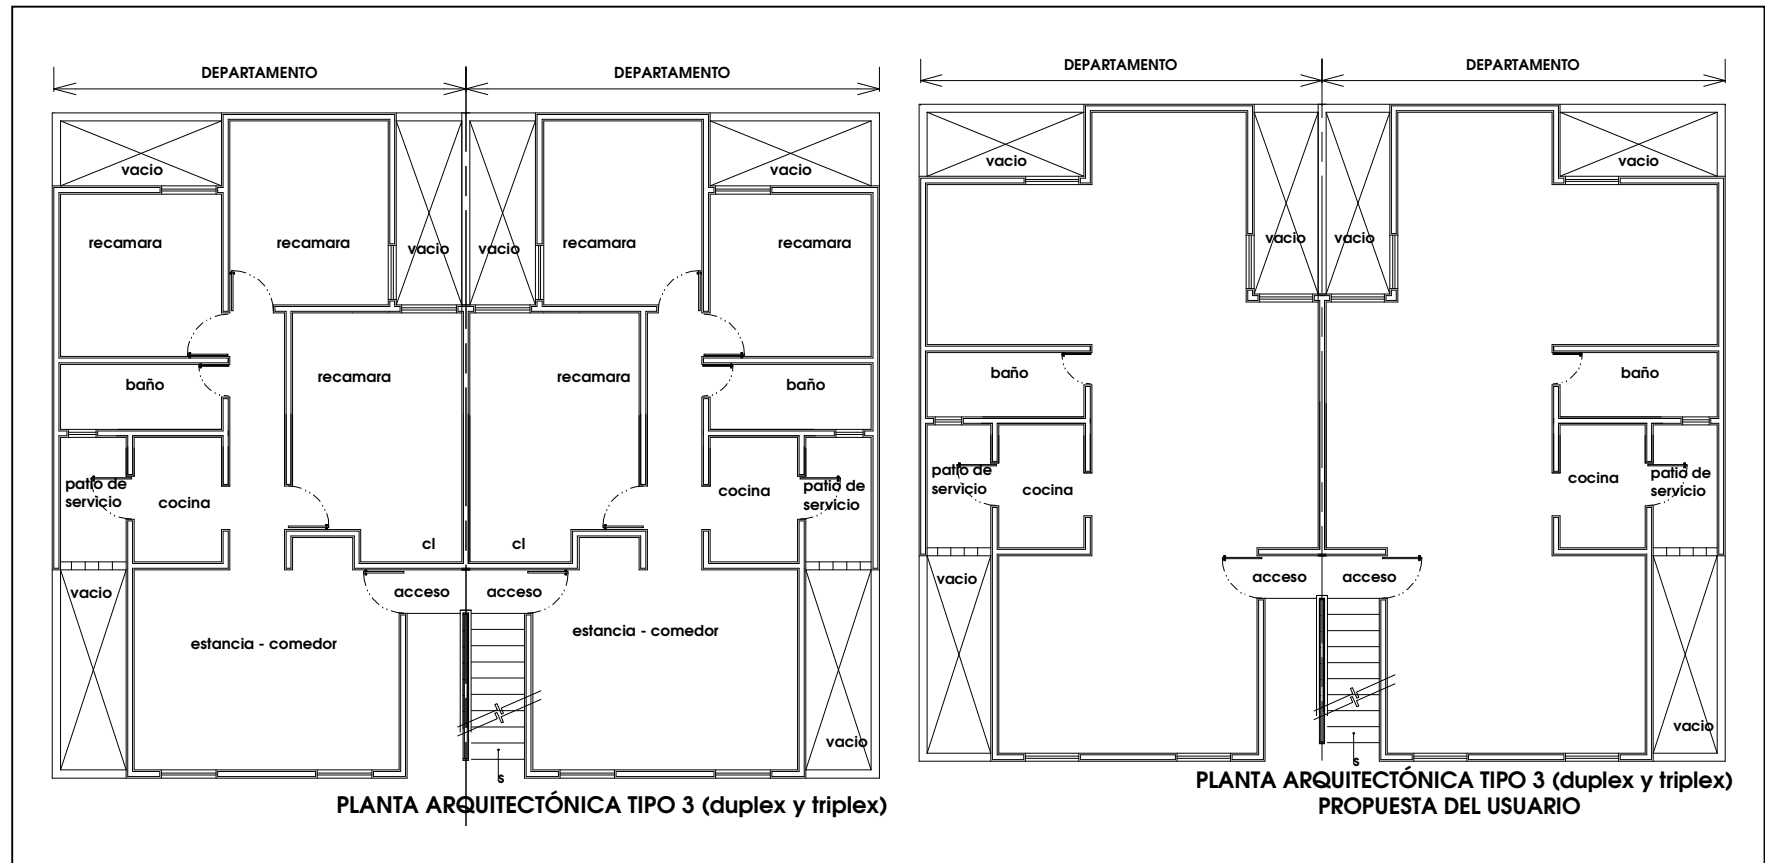 DEPARTAMENTO
DEPARTAMENTO
vacio
vacio
recamara
recamara
vacio
vacio
recamara
recamara
baño
recamara
recamara
baño
patio de
servicio
cocina
cocina
patio de
servicio
cl
cl
vacio
acceso
acceso
estancia - comedor
estancia - comedor
vacio
s
PLANTA ARQUITECTÓNICA TIPO 3 (duplex y triplex)
DEPARTAMENTO
DEPARTAMENTO
vacio
vacio
vacio
vacio
baño
baño
patio de
servicio
cocina
cocina
patio de
servicio
vacio
acceso
acceso
vacio
s
PLANTA ARQUITECTÓNICA TIPO 3 (duplex y triplex)
PROPUESTA DEL USUARIO